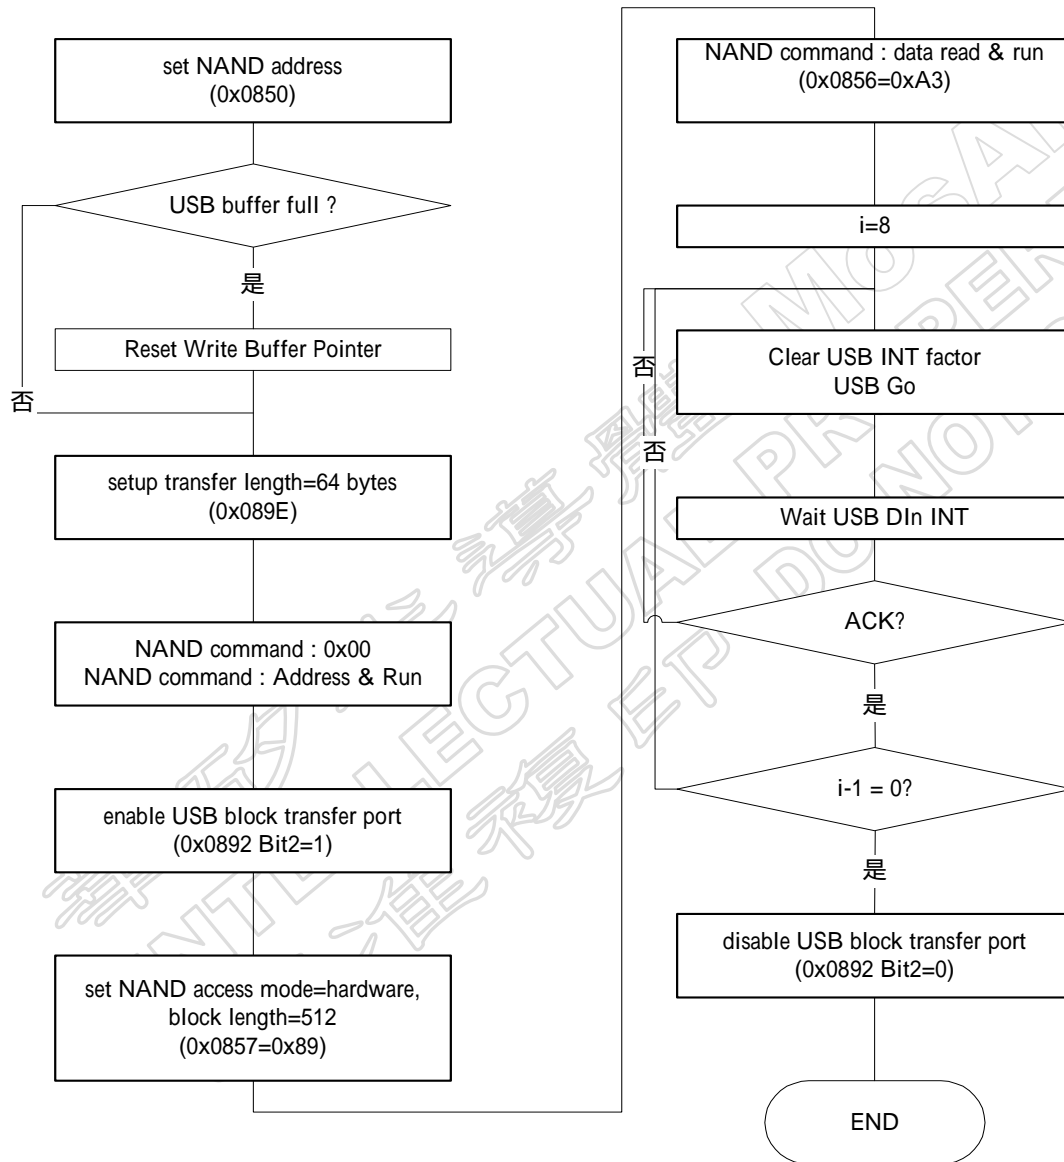 set NAND address
(0x0850)
USB buffer full ?
是
Reset Write Buffer Pointer
否
setup transfer length=64 bytes
(0x089E)
NAND command : 0x00
NAND command : Address & Run
enable USB block transfer port
(0x0892 Bit2=1)
set NAND access mode=hardware,
block length=512
(0x0857=0x89)
NAND command : data read & run
(0x0856=0xA3)
i=8
Clear USB INT factor
USB Go
否
否
Wait USB DIn INT
ACK?
是
i-1 = 0?
是
disable USB block transfer port
(0x0892 Bit2=0)
END